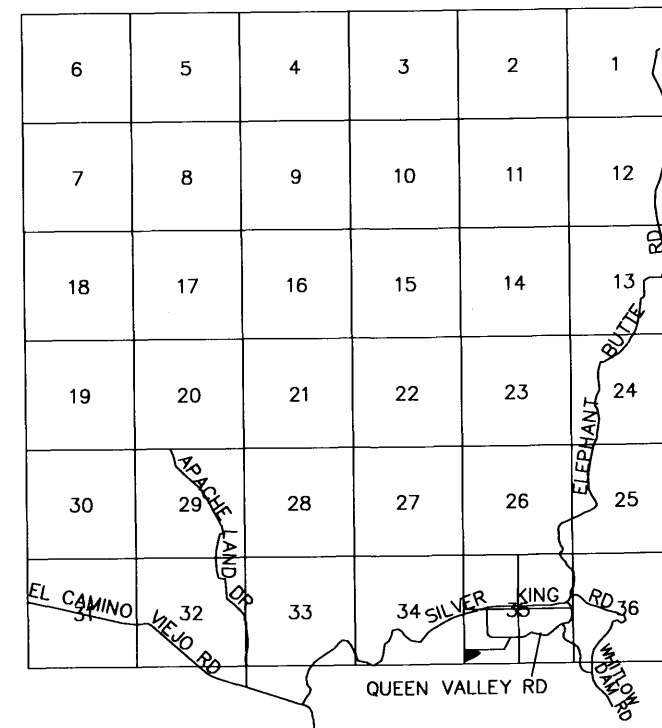 6 5 4 3 2 1
7 8 9 10 11 12
18 17 16 15 14 13
19 20 21 22 23 24
30 29 28 27 26 25
31 32 33 34 35 36
ELEPHANT BUTTE RD
APACHE LAND DR
EL CAMINO VIEJO RD
SILVER KING RD
QUEEN VALLEY RD
WHITLOW
DAM RD